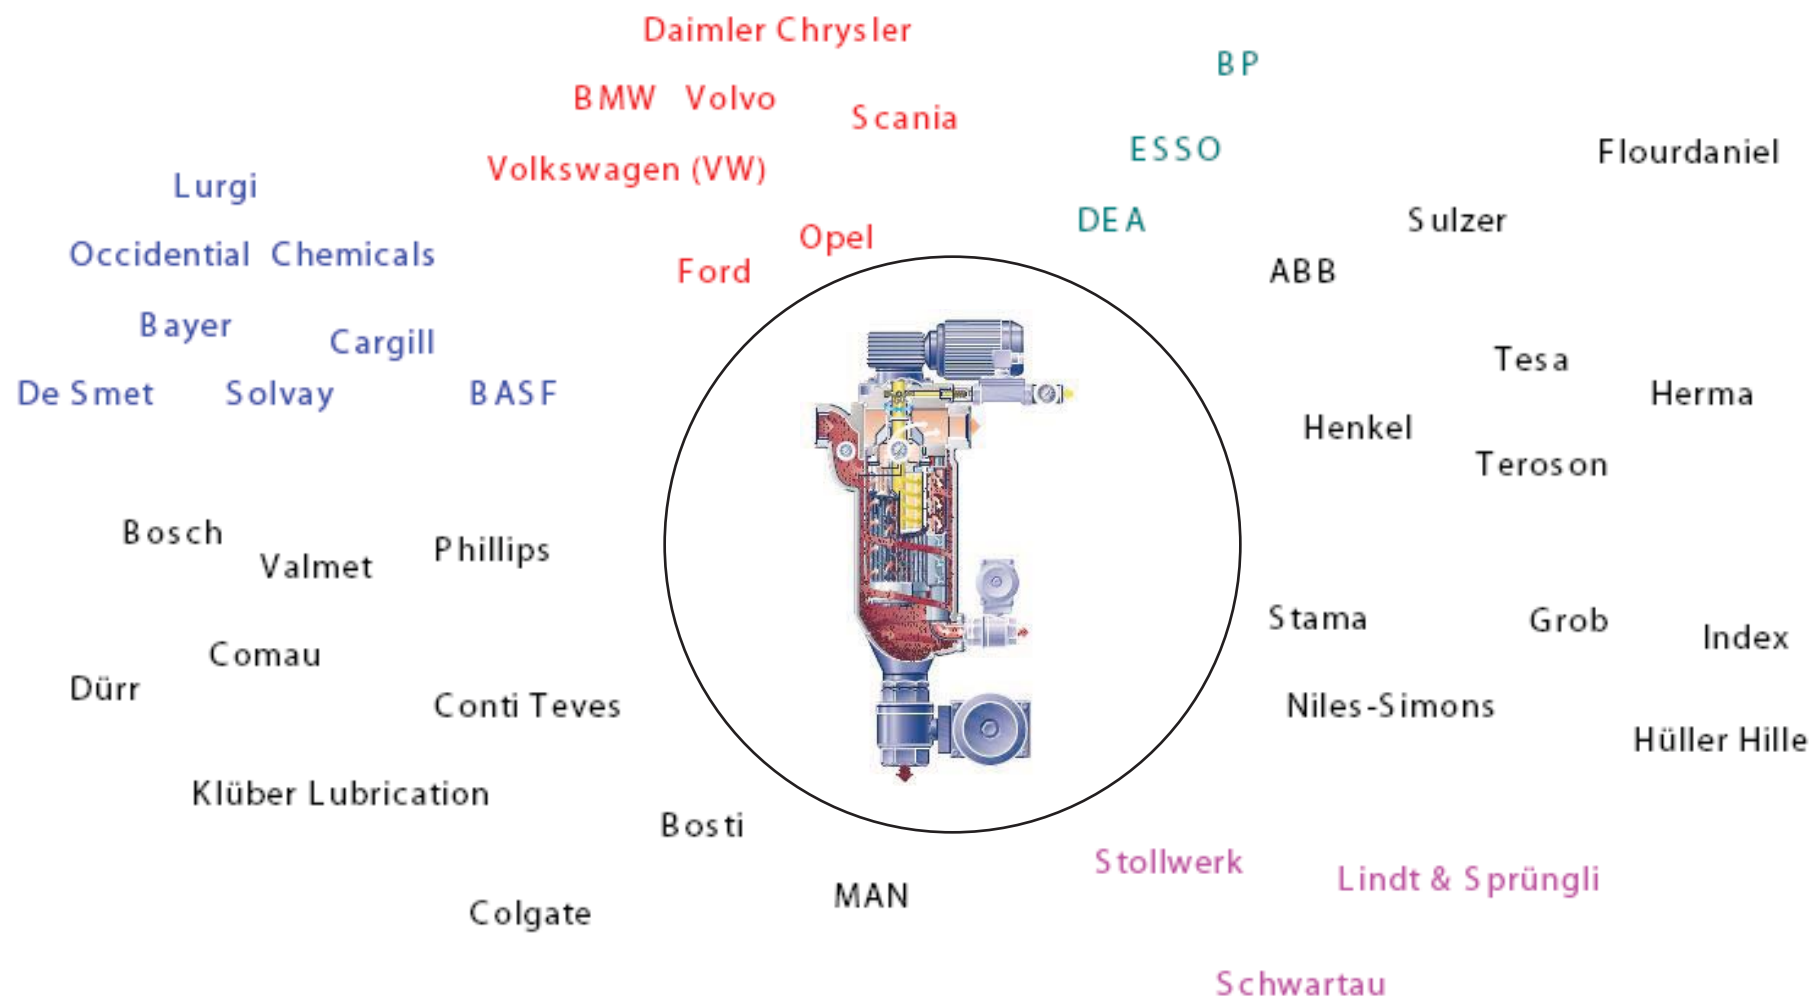 Daimler Chrysler
BP
BMW Volvo
Scania
ESSO
Flourdaniel
Volkswagen (VW)
Lurgi
DEA
Sulzer
Opel
Occidential Chemicals
Ford
ABB
Bayer
Cargill
Tesa
De Smet
Solvay
BASF
Herma
Henkel
Teroson
Bosch
Phillips
Valmet
Stama
Grob
Index
Comau
Dürr
Conti Teves
Niles-Simons
Hüller Hille
Klüber Lubrication
Bosti
Stollwerk
Lindt & Sprüngli
MAN
Colgate
Schwartau